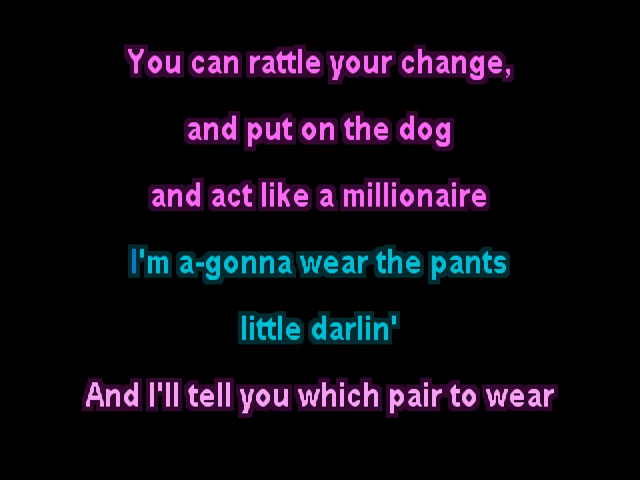 You can rattle your change,
and put on the dog
and act like a millionaire
I'm a-gonna wear the pants
little darlin'
And I'll tell you which pair to wear